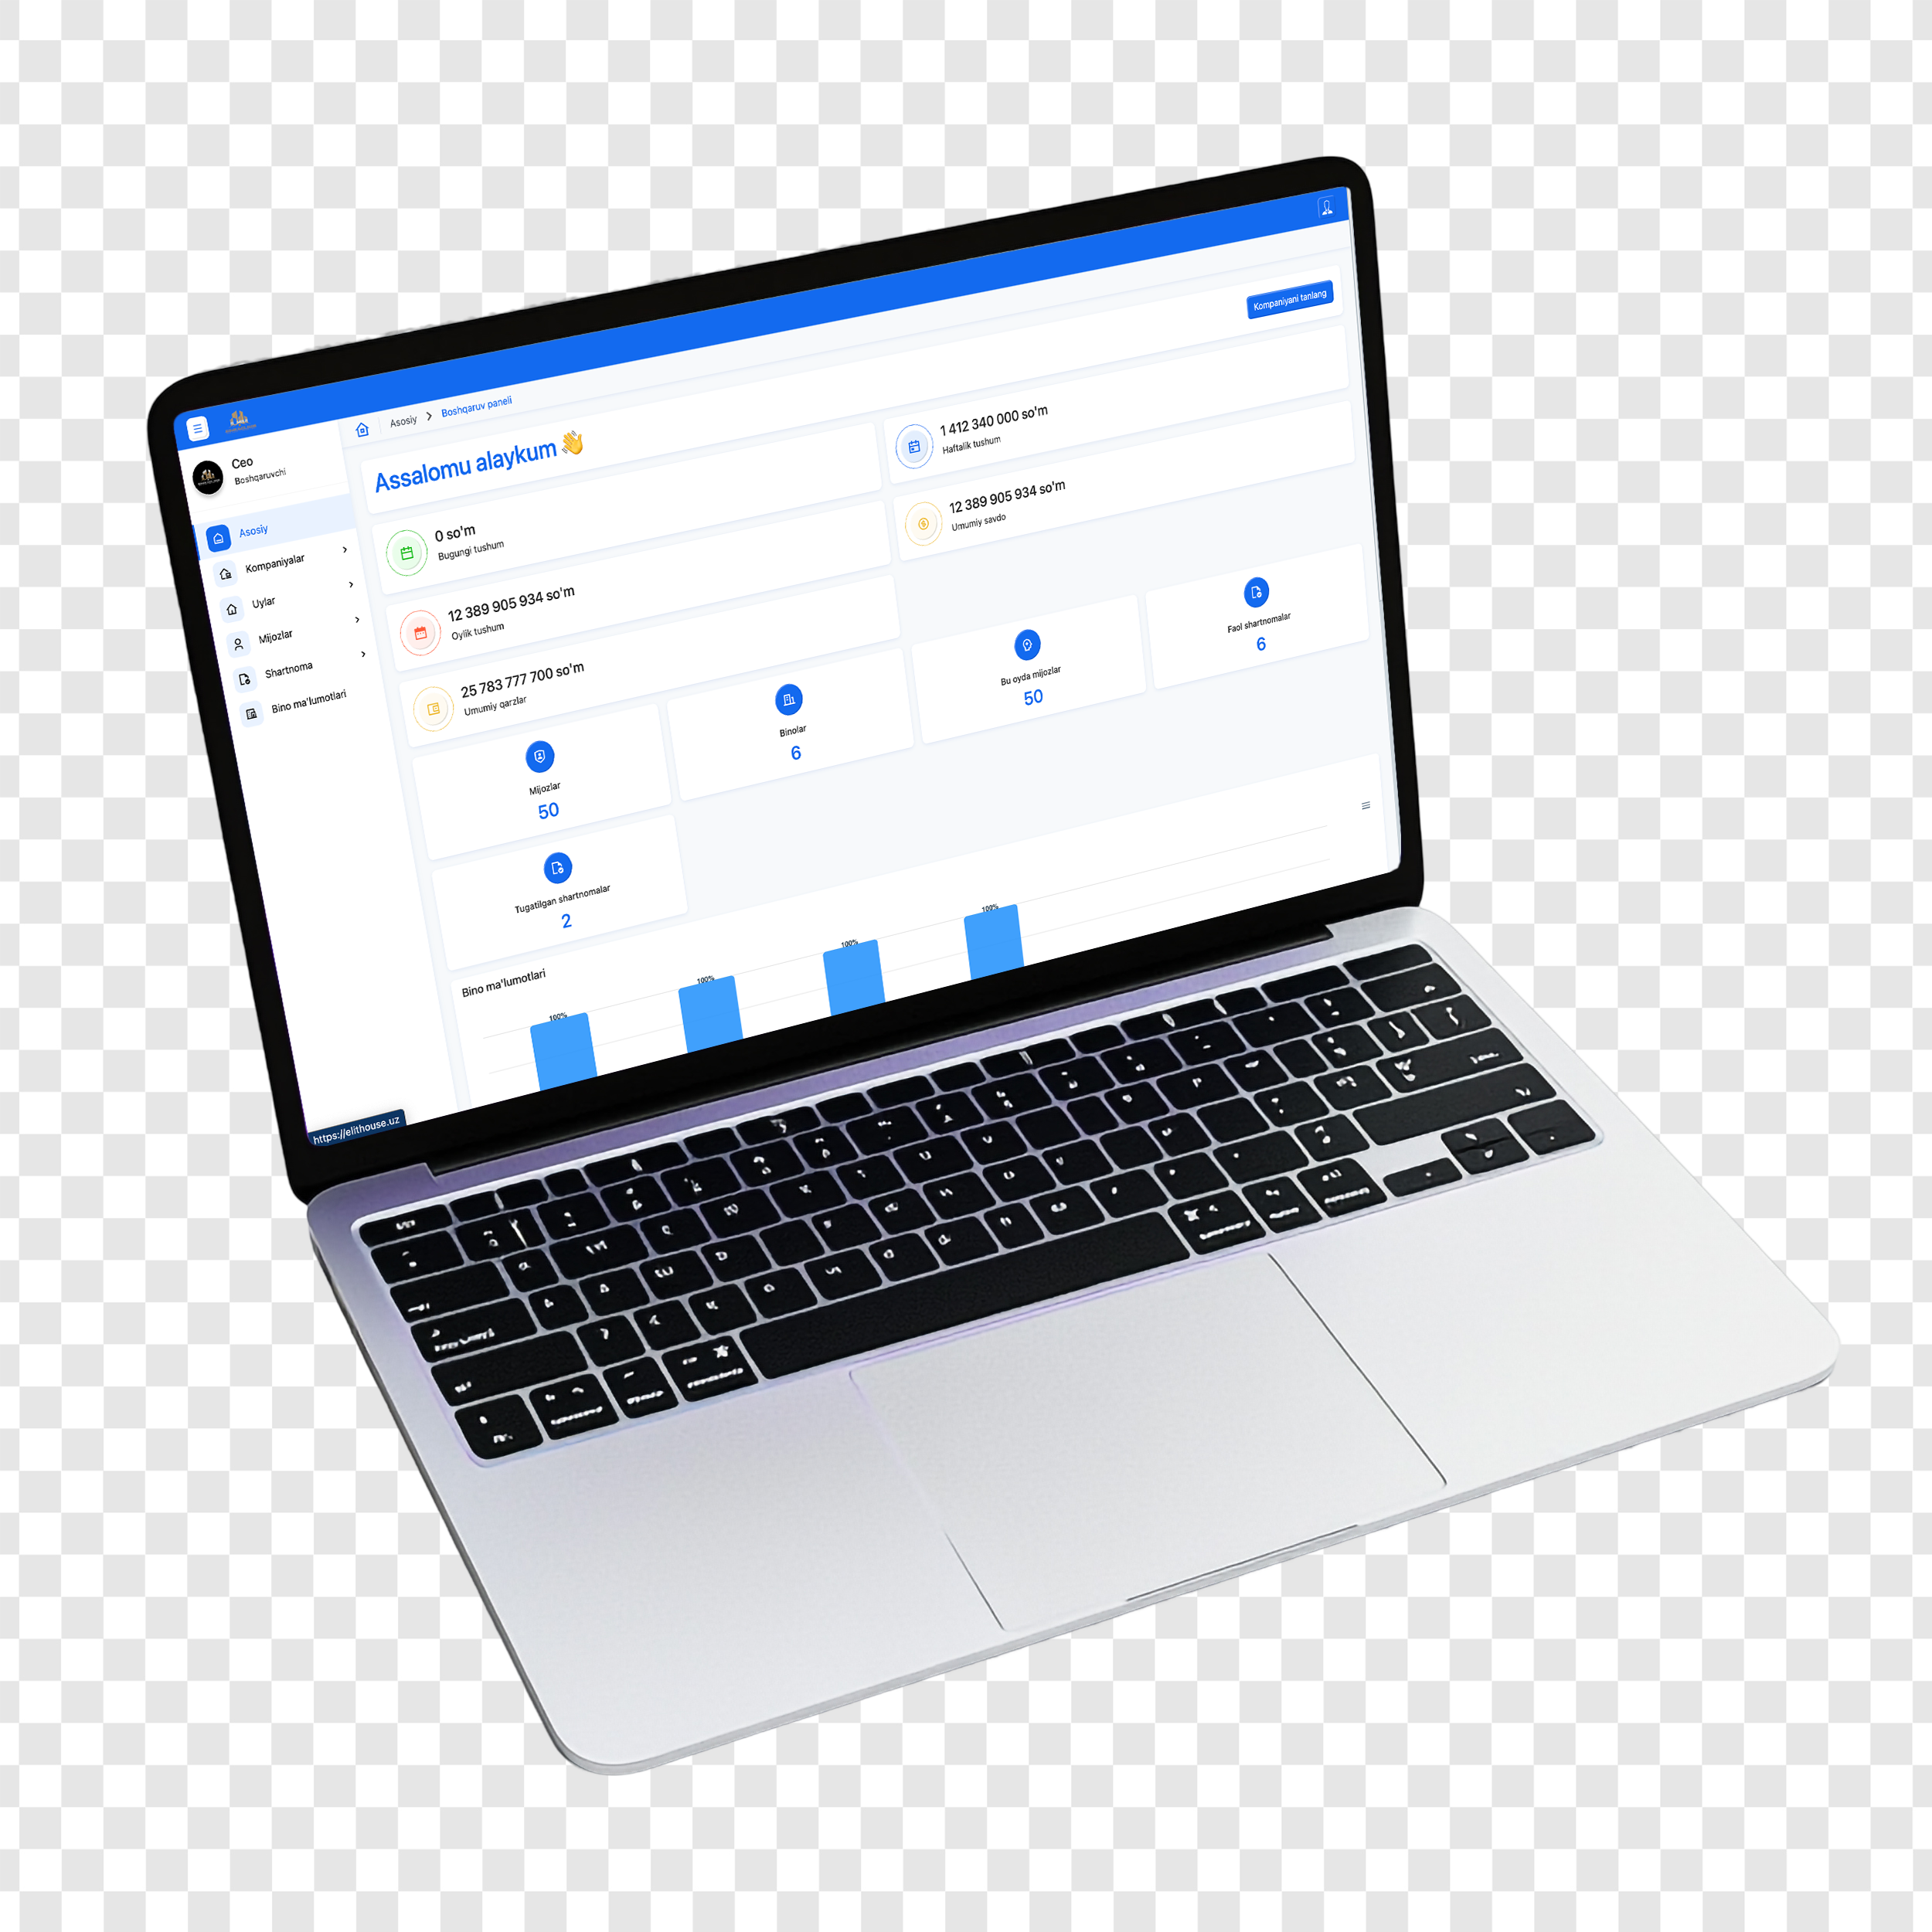 Ceo
Boshqaruvchi
Asosiy
Kompaniyalar
Uylar
Mijozlar
Shartnoma
Bino ma'lumotlari
Asosiy
Boshqaruv paneli
Kompaniyani tanlang
Assalomu alaykum 👋
0 so'm
Bugungi tushum
1 412 340 000 so'm
Haftalik tushum
12 389 905 934 so'm
Oylik tushum
12 389 905 934 so'm
Umumiy savdo
25 783 777 700 so'm
Umumiy qarzlar
Mijozlar
50
Binolar
6
Bu oyda mijozlar
50
Faol shartnomalar
6
Tugatilgan shartnomalar
2
Bino ma'lumotlari
100%
100%
100%
100%
https://elithouse.uz